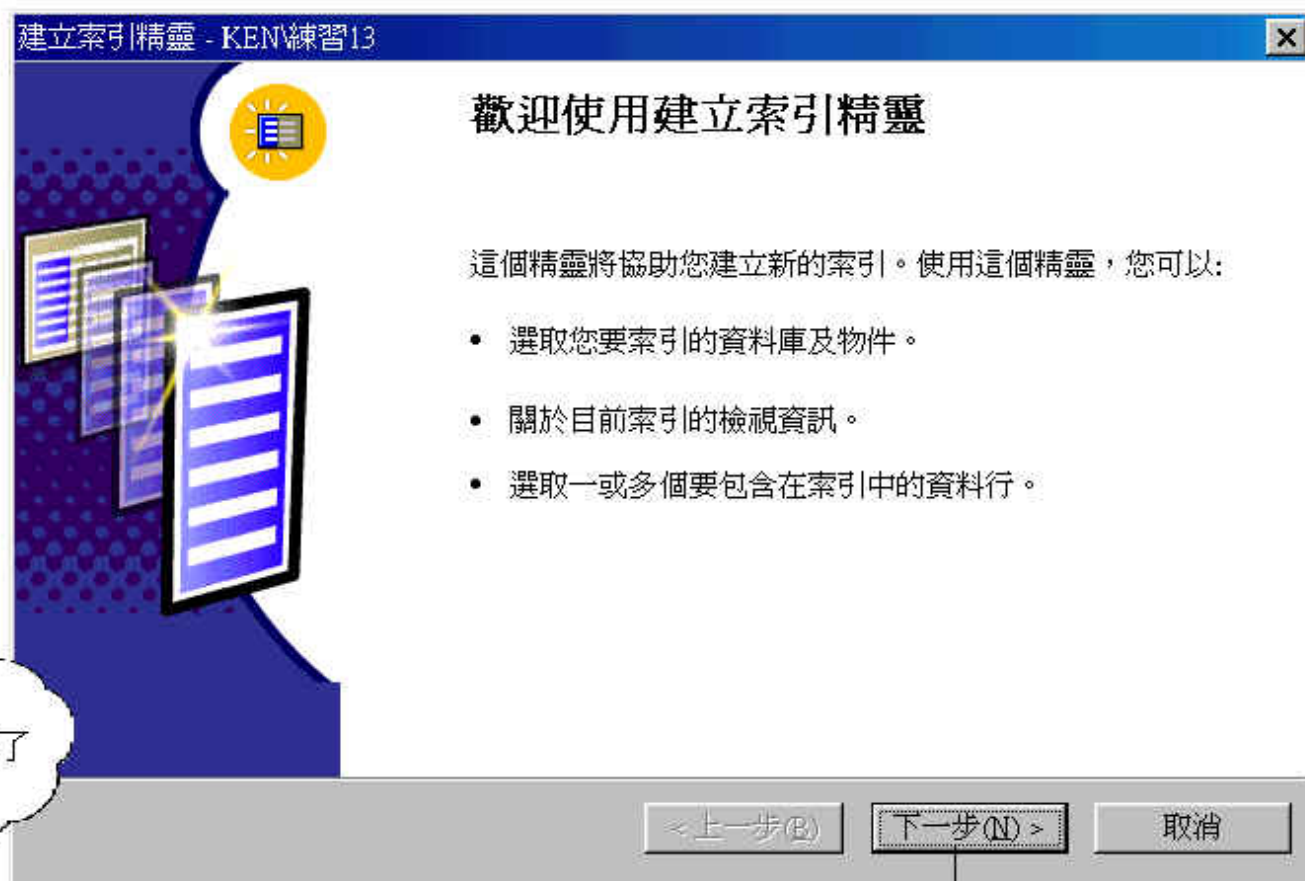 建立索引精靈 - KEN\練習13
歡迎使用建立索引精靈
這個精靈將協助您建立新的索引。使用這個精靈，您可以:
• 選取您要索引的資料庫及物件。
• 關於目前索引的檢視資訊。
• 選取一或多個要包含在索引中的資料行。
了
<上一步(B)
下一步(N) >
取消